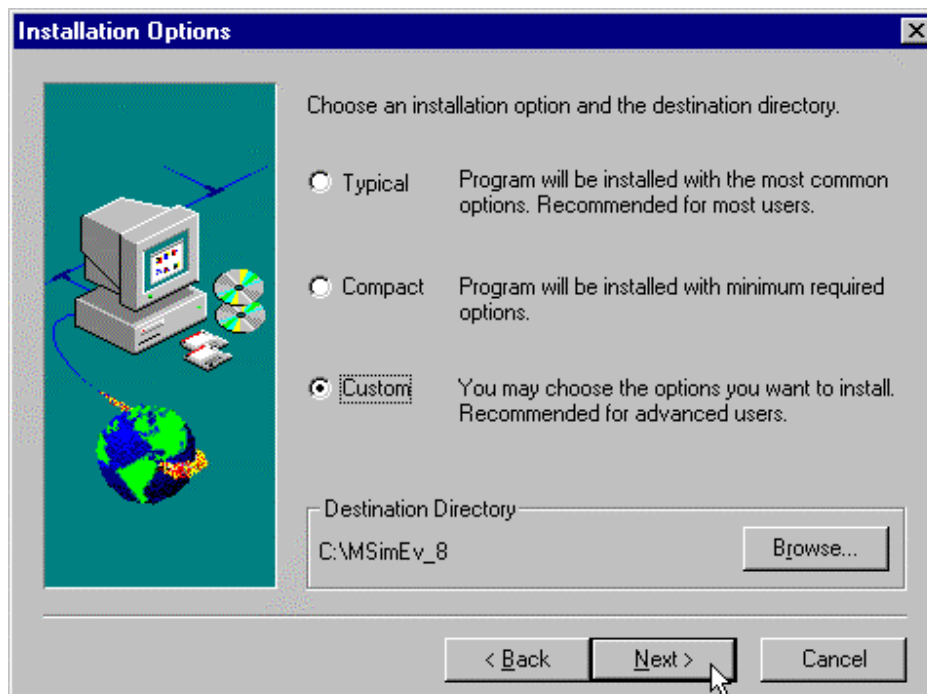 Installation Options
Choose an installation option and the destination directory.
Typical Program will be installed with the most common
options. Recommended for most users.
Compact Program will be installed with minimum required
options.
Custom You may choose the options you want to install.
Recommended for advanced users.
Destination Directory
C:\MSimEv_8 Browse...
< Back Next > Cancel